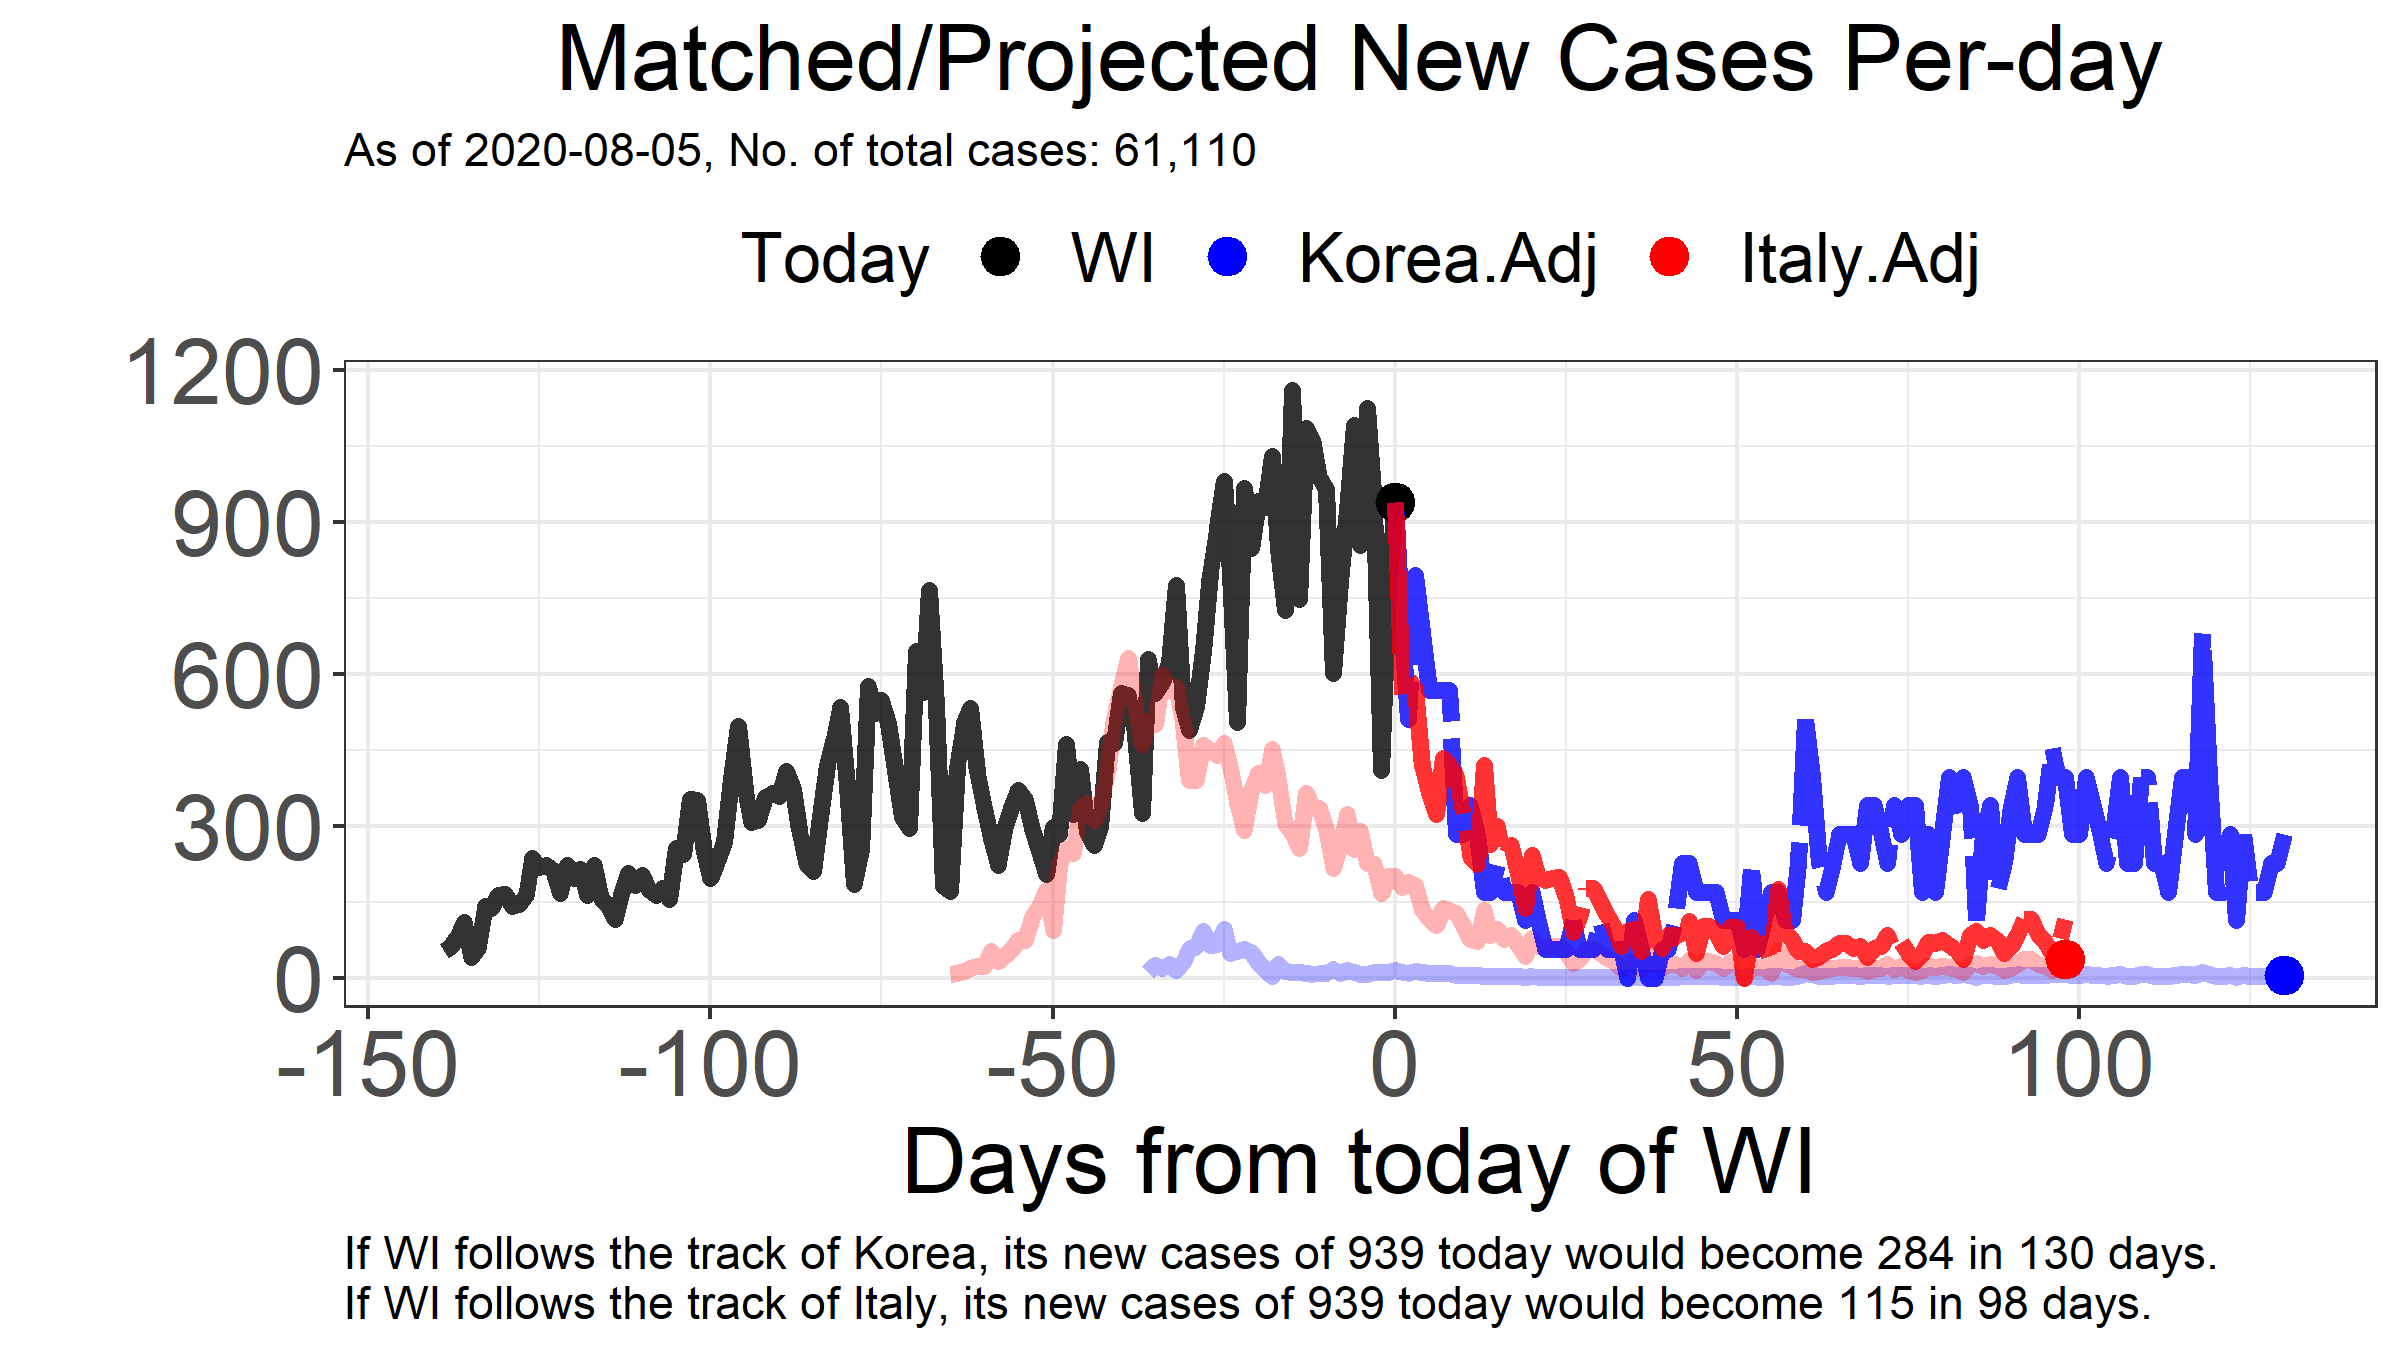 Matched/Projected New Cases Per-day
As of 2020-08-05, No. of total cases: 61,110
Today WI Korea.Adj Italy.Adj
1200
900
600
300
0
-150 -100 -50 0 50 100
Days from today of WI
If WI follows the track of Korea, its new cases of 939 today would become 284 in 130 days.
If WI follows the track of Italy, its new cases of 939 today would become 115 in 98 days.